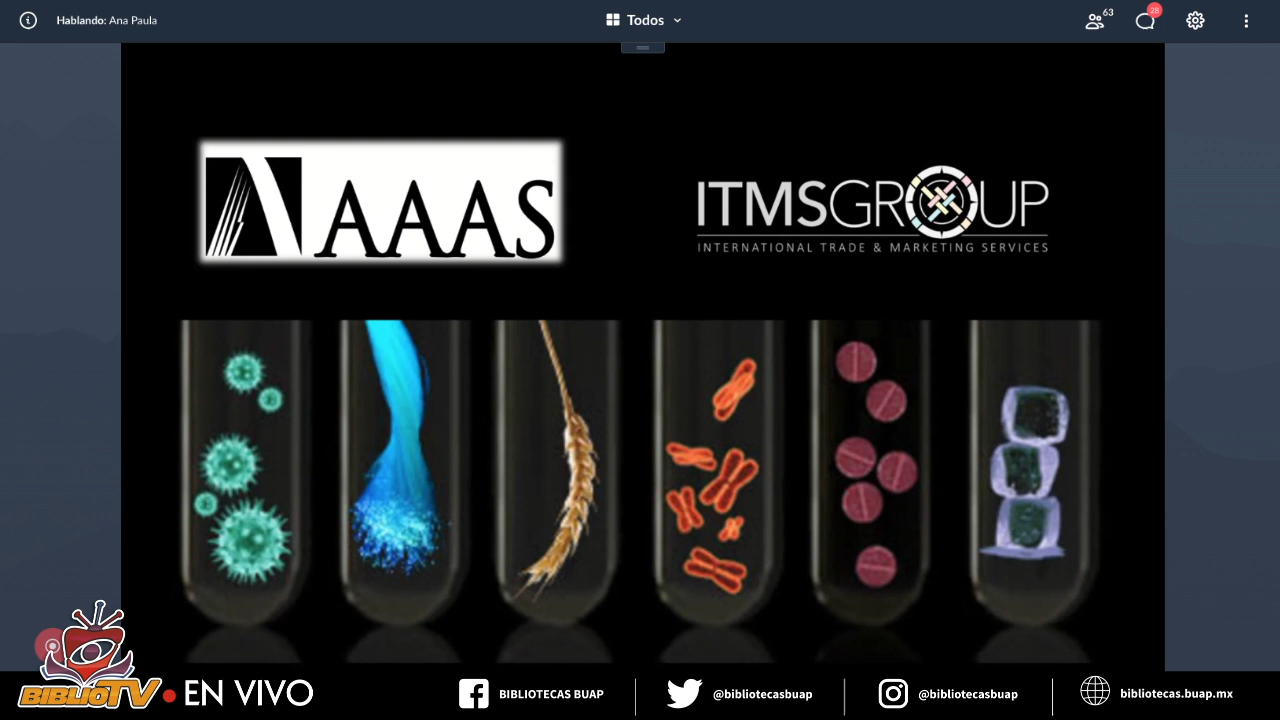 Hablando: Ana Paula
Todos
63
28
AAAS
ITMSGROUP
INTERNATIONAL TRADE & MARKETING SERVICES
BIBLIOTV
EN VIVO
BIBLIOTECAS BUAP
@bibliotecasbuap
@bibliotecasbuap
bibliotecas.buap.mx